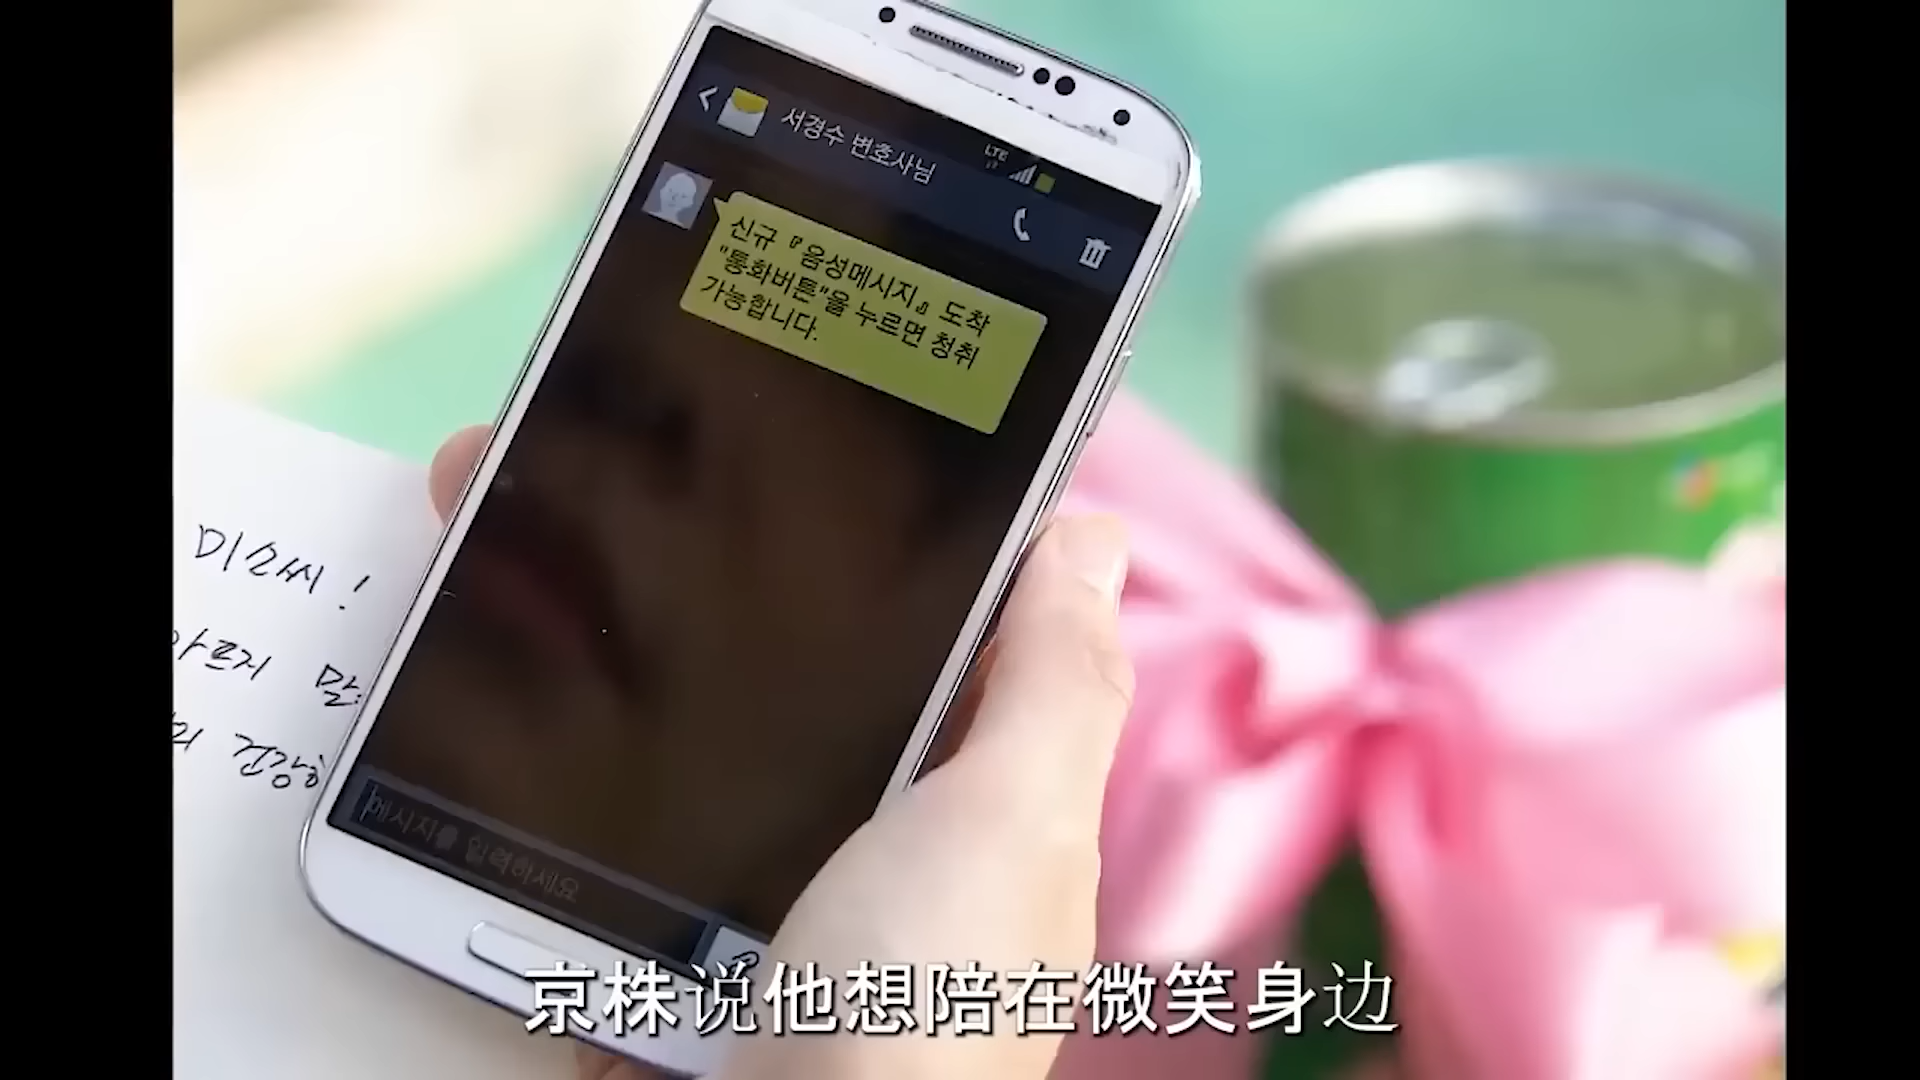 LTE
서경수 변호사님
신규『음성메시지』도착
"통화버튼"을 누르면 청취
가능합니다.
미소씨!
메시지를 입력하세요
京株说他想陪在微笑身边